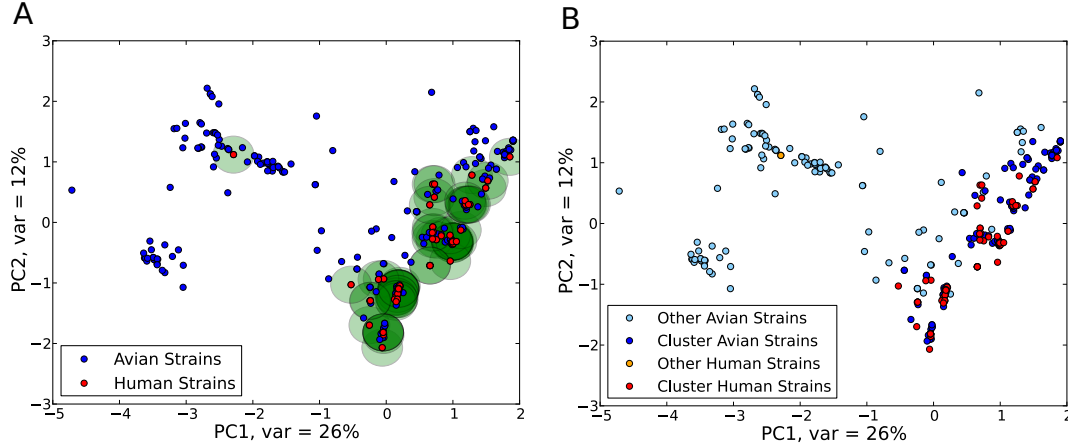 A
B
3
2
1
0
−1
−2
−3
−5
−4
−3
−2
−1
0
1
2
PC1, var = 26%
PC2, var = 12%
Avian Strains
Human Strains
3
2
1
0
−1
−2
−3
−5
−4
−3
−2
−1
0
1
2
PC1, var = 26%
PC2, var = 12%
Other Avian Strains
Cluster Avian Strains
Other Human Strains
Cluster Human Strains